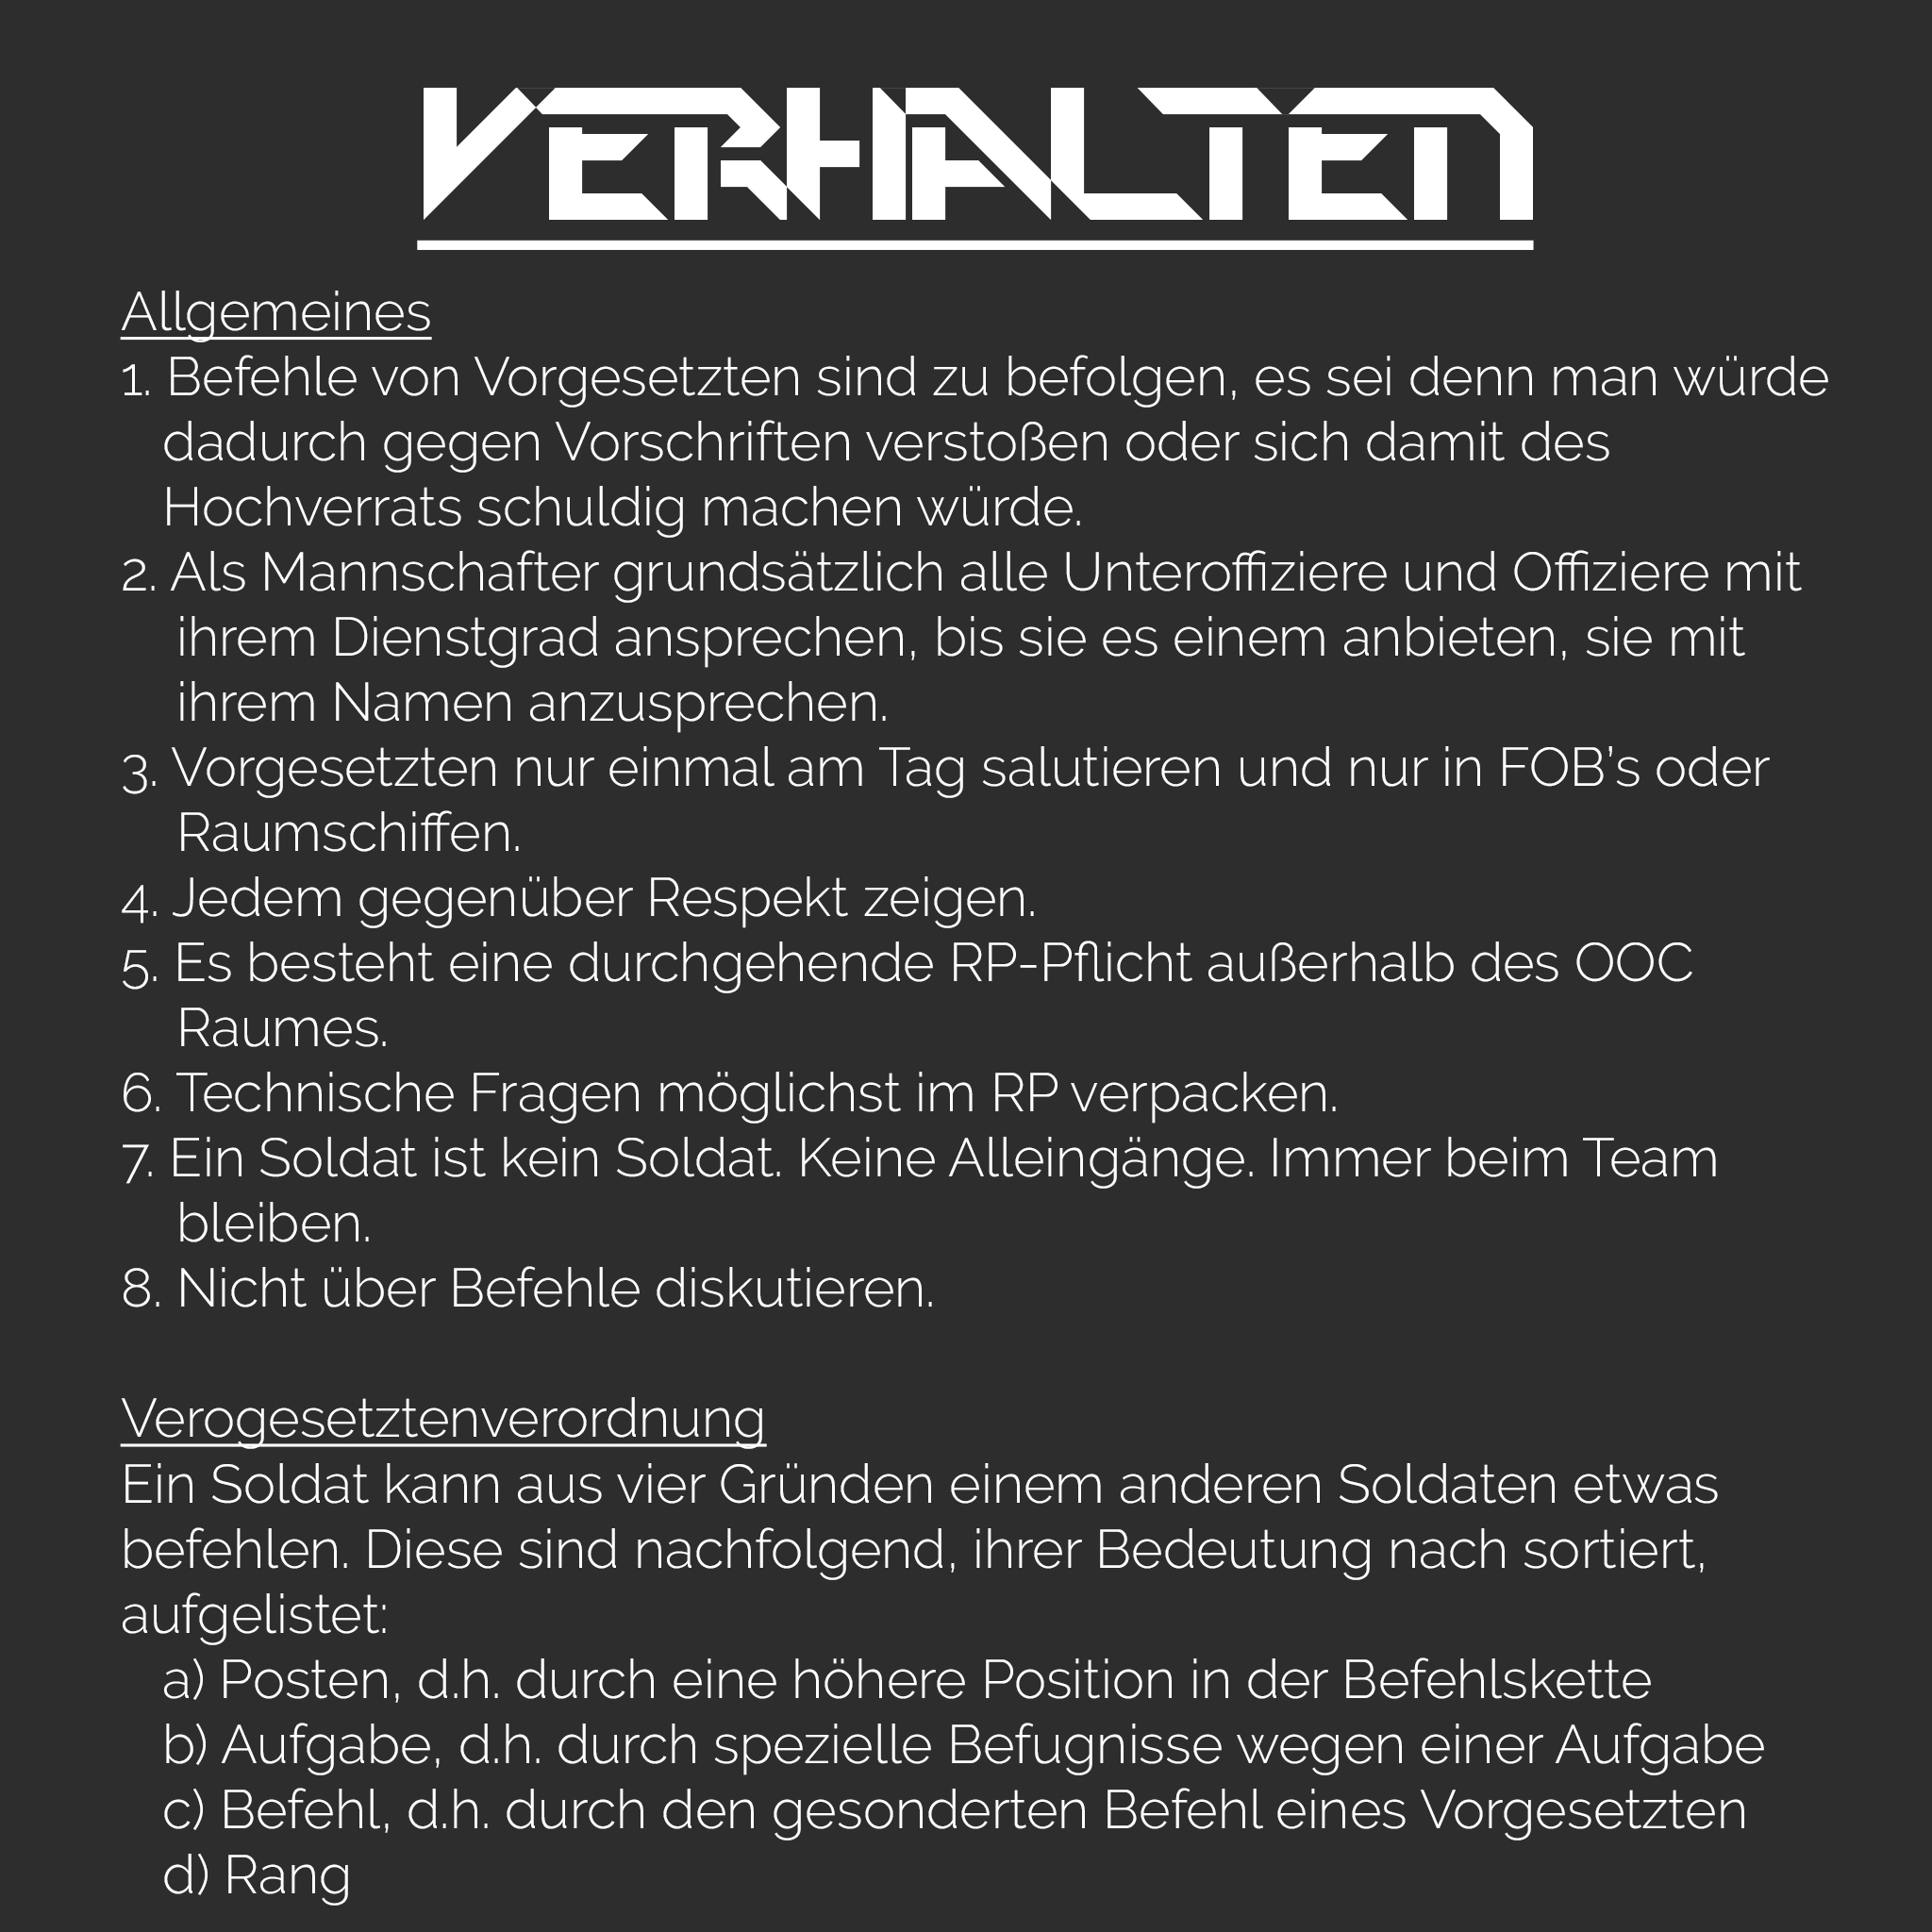 VERHALTEN
Allgemeines
1. Befehle von Vorgesetzten sind zu befolgen, es sei denn man würde
dadurch gegen Vorschriften verstoßen oder sich damit des
Hochverrats schuldig machen würde.
2. Als Mannschafter grundsätzlich alle Unteroffiziere und Offiziere mit
ihrem Dienstgrad ansprechen, bis sie es einem anbieten, sie mit
ihrem Namen anzusprechen.
3. Vorgesetzten nur einmal am Tag salutieren und nur in FOB’s oder
Raumschiffen.
4. Jedem gegenüber Respekt zeigen.
5. Es besteht eine durchgehende RP-Pflicht außerhalb des OOC
Raumes.
6. Technische Fragen möglichst im RP verpacken.
7. Ein Soldat ist kein Soldat. Keine Alleingänge. Immer beim Team
bleiben.
8. Nicht über Befehle diskutieren.
Verogesetztenverordnung
Ein Soldat kann aus vier Gründen einem anderen Soldaten etwas
befehlen. Diese sind nachfolgend, ihrer Bedeutung nach sortiert,
aufgelistet:
a) Posten, d.h. durch eine höhere Position in der Befehlskette
b) Aufgabe, d.h. durch spezielle Befugnisse wegen einer Aufgabe
c) Befehl, d.h. durch den gesonderten Befehl eines Vorgesetzten
d) Rang